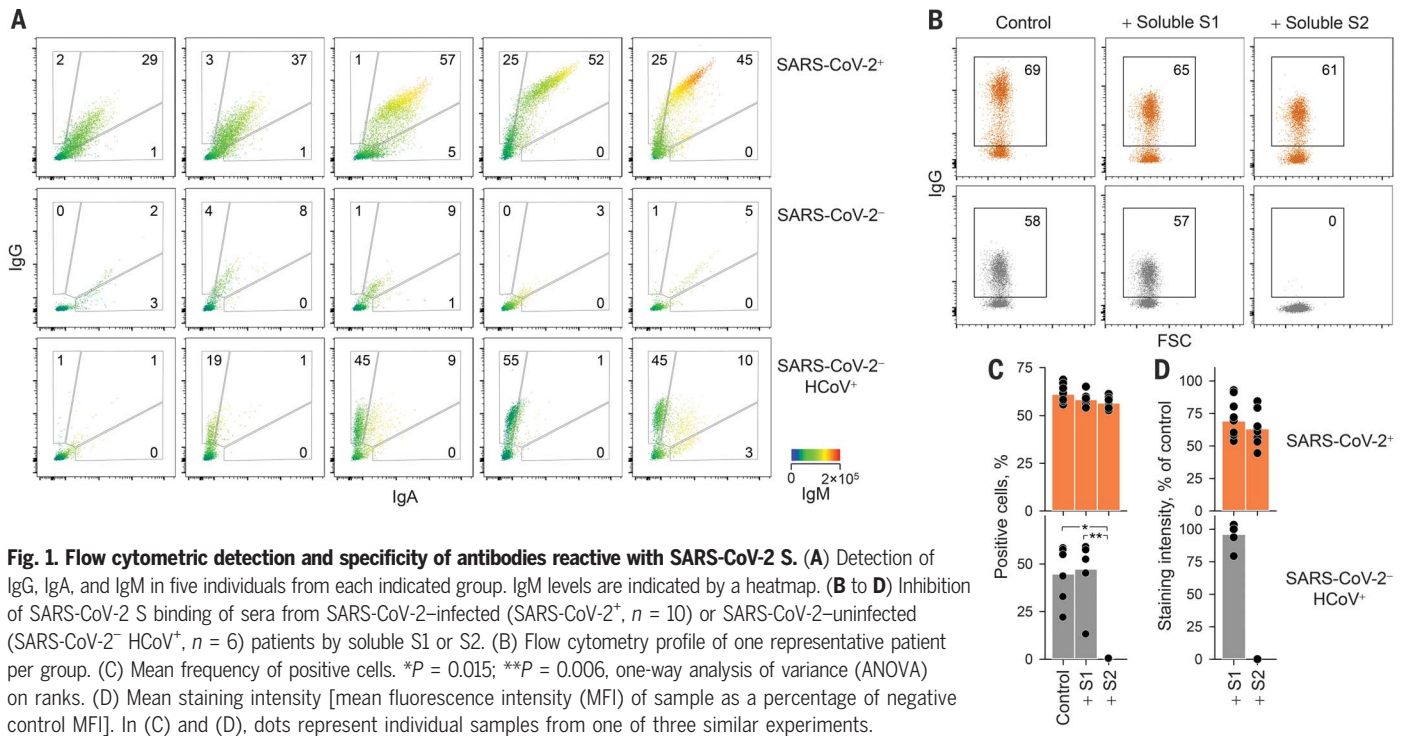 A
2 29
1
3 37
1
1 57
5
25 52
0
25 45
0
SARS-CoV-2⁺
0 2
3
4 8
0
1 9
1
0 3
0
1 5
0
SARS-CoV-2⁻
1 1
0
19 1
0
45 9
0
55 1
0
45 10
3
SARS-CoV-2⁻
HCoV⁺
IgG
IgA
0 2×10⁵
IgM
B
Control + Soluble S1 + Soluble S2
69 65 61
58 57 0
IgG
FSC
C
Positive cells, %
75
50
25
0
50
25
0
*
**
Control
+ S1
+ S2
D
Staining intensity, % of control
100
75
50
25
0
100
75
50
25
0
+ S1
+ S2
SARS-CoV-2⁺
SARS-CoV-2⁻
HCoV⁺
Fig. 1. Flow cytometric detection and specificity of antibodies reactive with SARS-CoV-2 S. (A) Detection of
IgG, IgA, and IgM in five individuals from each indicated group. IgM levels are indicated by a heatmap. (B to D) Inhibition
of SARS-CoV-2 S binding of sera from SARS-CoV-2–infected (SARS-CoV-2⁺, n = 10) or SARS-CoV-2–uninfected
(SARS-CoV-2⁻ HCoV⁺, n = 6) patients by soluble S1 or S2. (B) Flow cytometry profile of one representative patient
per group. (C) Mean frequency of positive cells. *P = 0.015; **P = 0.006, one-way analysis of variance (ANOVA)
on ranks. (D) Mean staining intensity [mean fluorescence intensity (MFI) of sample as a percentage of negative
control MFI]. In (C) and (D), dots represent individual samples from one of three similar experiments.